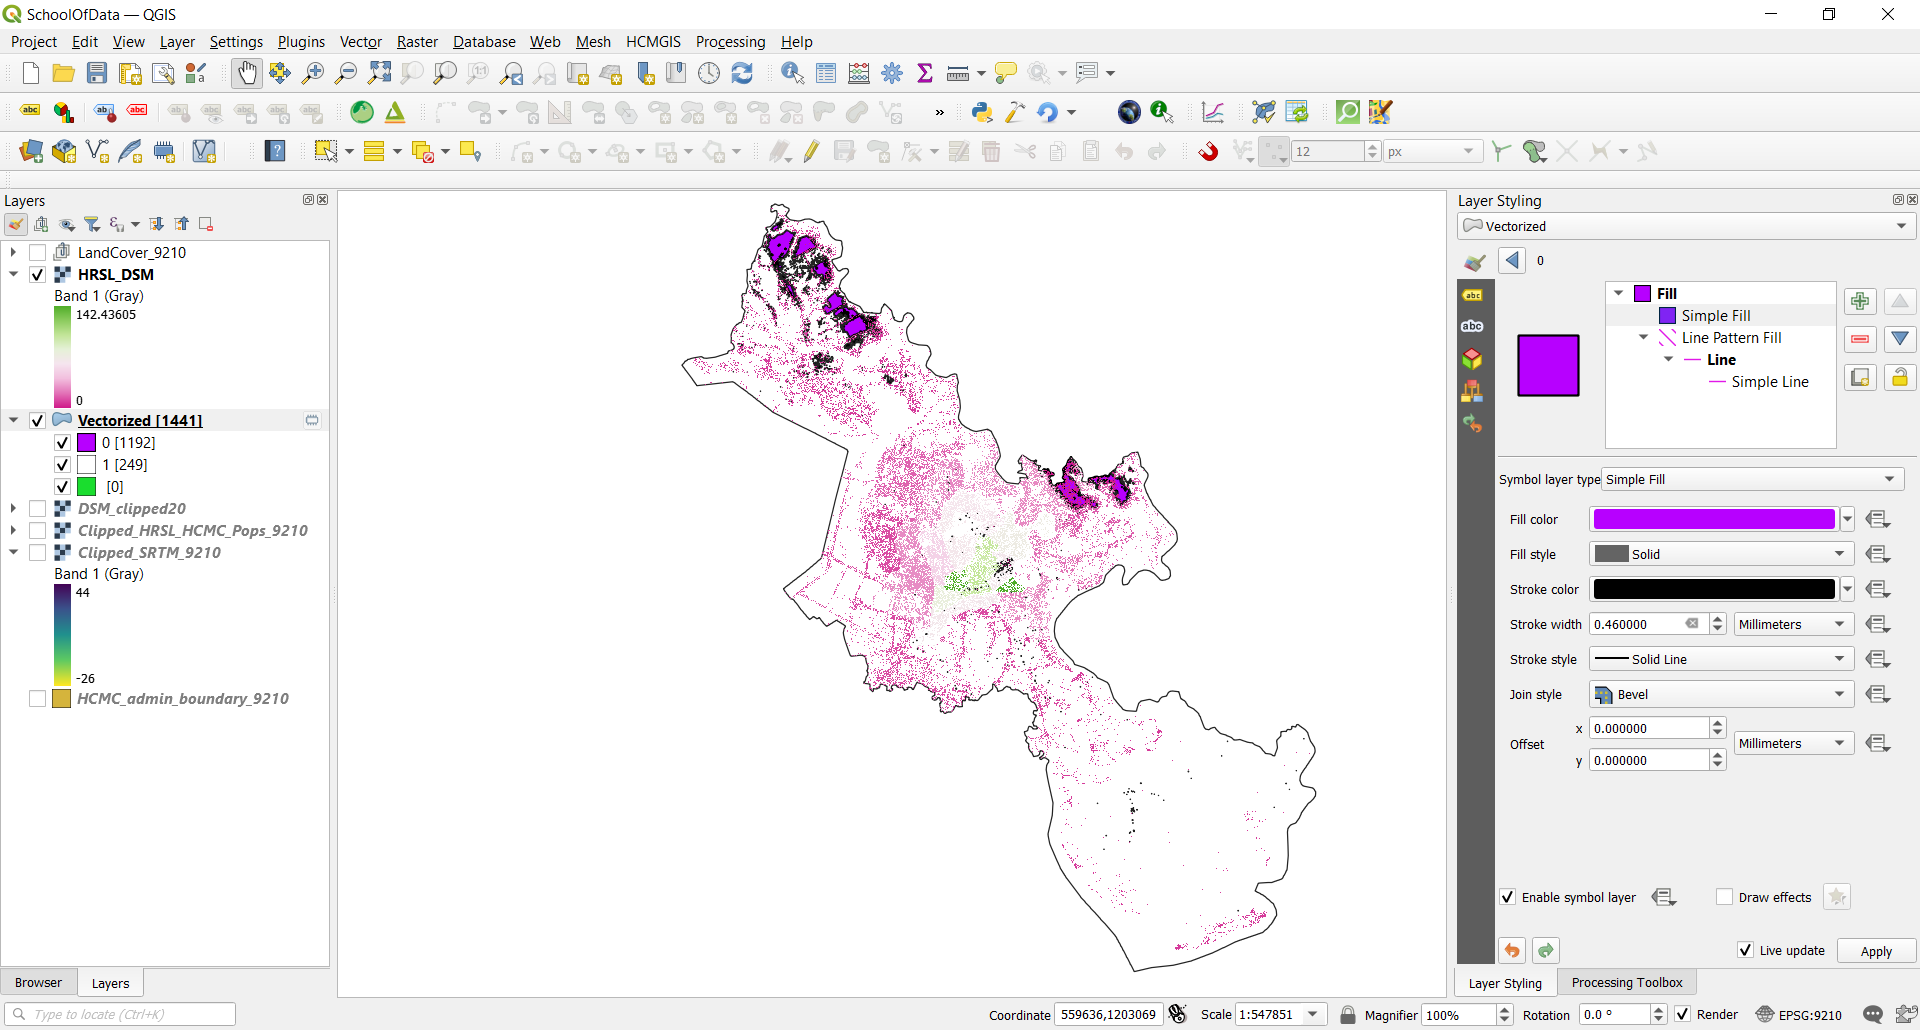 SchoolOfData — QGIS
Project Edit View Layer Settings Plugins Vector Raster Database Web Mesh HCMGIS Processing Help
12 px
Layers
LandCover_9210
HRSL_DSM
Band 1 (Gray)
142.43605
0
Vectorized [1441]
0 [1192]
1 [249]
[0]
DSM_clipped20
Clipped_HRSL_HCMC_Pops_9210
Clipped_SRTM_9210
Band 1 (Gray)
44
-26
HCMC_admin_boundary_9210
Browser Layers
Type to locate (Ctrl+K)
Layer Styling
Vectorized
0
Fill
Simple Fill
Line Pattern Fill
Line
Simple Line
Symbol layer type Simple Fill
Fill color
Fill style Solid
Stroke color
Stroke width 0.460000 Millimeters
Stroke style Solid Line
Join style Bevel
Offset x 0.000000 Millimeters
y 0.000000
Enable symbol layer Draw effects
Live update Apply
Layer Styling Processing Toolbox
Coordinate 559636,1203069 Scale 1:547851 Magnifier 100% Rotation 0.0 ° Render EPSG:9210